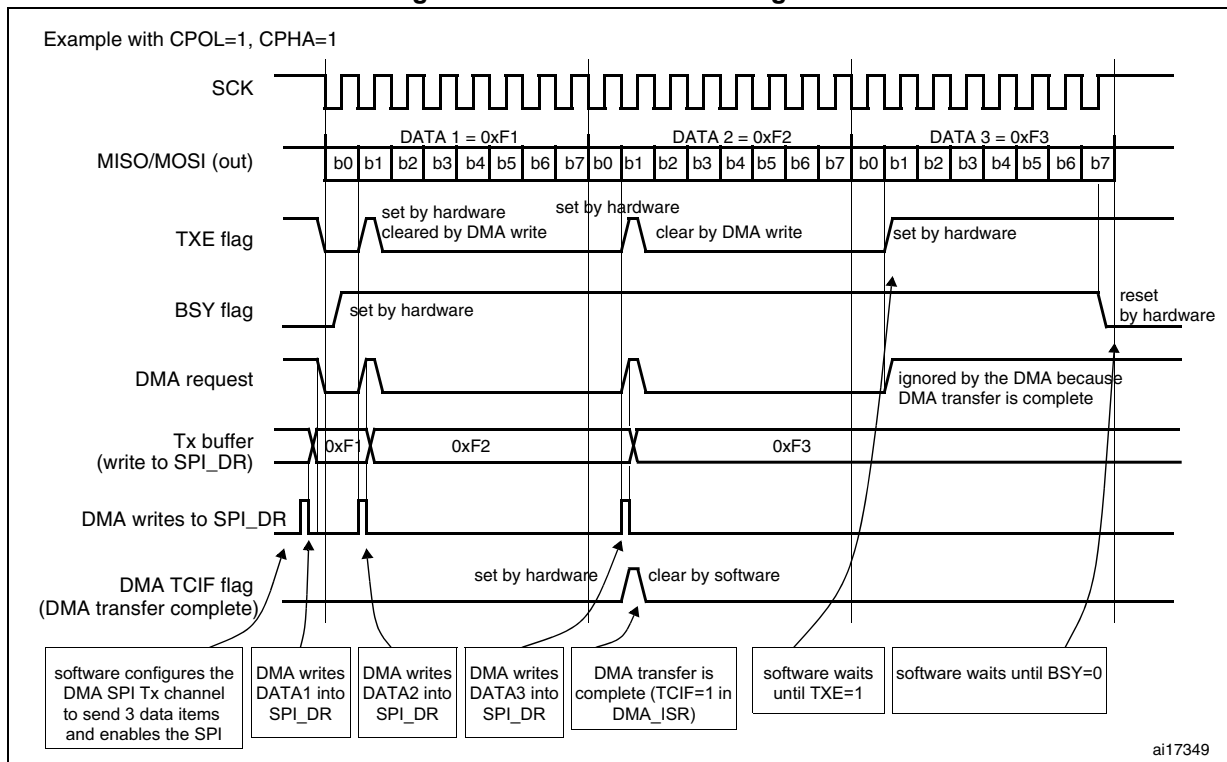 Example with CPOL=1, CPHA=1
SCK
DATA 1 = 0xF1
DATA 2 = 0xF2
DATA 3 = 0xF3
MISO/MOSI (out)
b0 b1 b2 b3 b4 b5 b6 b7 b0 b1 b2 b3 b4 b5 b6 b7 b0 b1 b2 b3 b4 b5 b6 b7
TXE flag
set by hardware
cleared by DMA write
set by hardware
clear by DMA write
set by hardware
BSY flag
set by hardware
reset
by hardware
DMA request
ignored by the DMA because
DMA transfer is complete
Tx buffer
(write to SPI_DR)
0xF1
0xF2
0xF3
DMA writes to SPI_DR
DMA TCIF flag
(DMA transfer complete)
set by hardware
clear by software
software configures the
DMA SPI Tx channel
to send 3 data items
and enables the SPI
DMA writes
DATA1 into
SPI_DR
DMA writes
DATA2 into
SPI_DR
DMA writes
DATA3 into
SPI_DR
DMA transfer is
complete (TCIF=1 in
DMA_ISR)
software waits
until TXE=1
software waits until BSY=0
ai17349